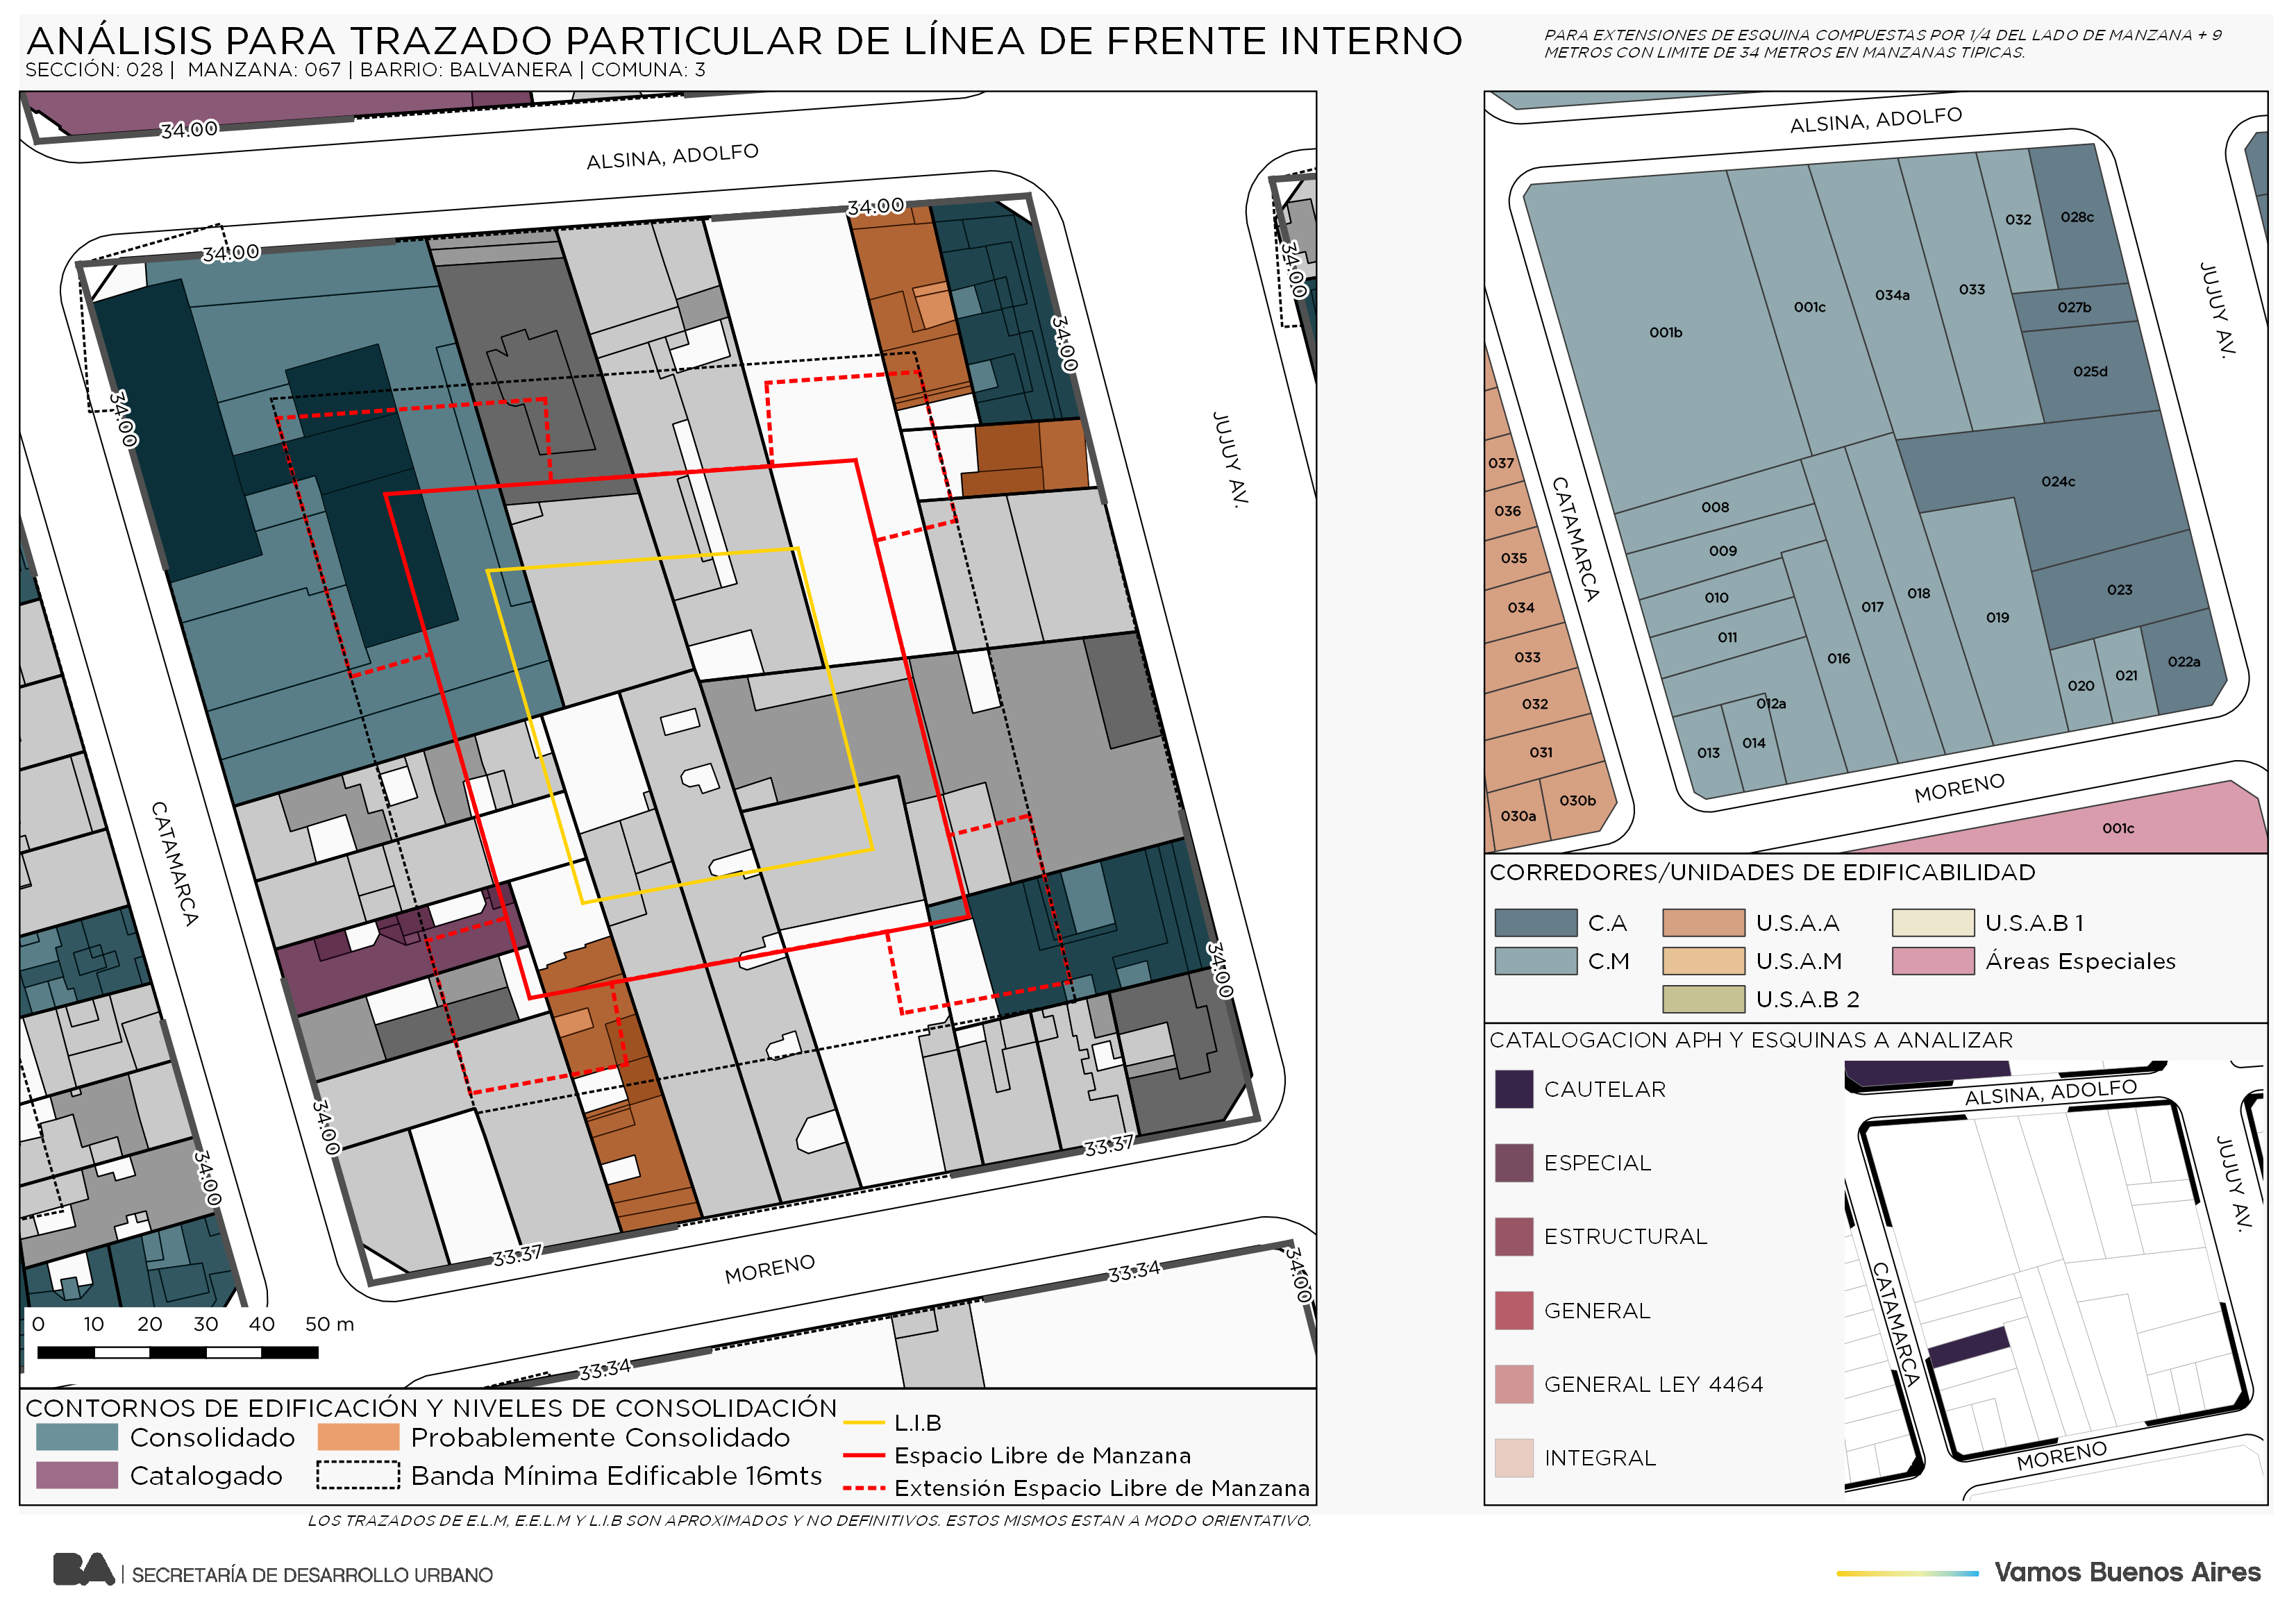 ANÁLISIS PARA TRAZADO PARTICULAR DE LÍNEA DE FRENTE INTERNO
SECCIÓN: 028 | MANZANA: 067 | BARRIO: BALVANERA | COMUNA: 3
PARA EXTENSIONES DE ESQUINA COMPUESTAS POR 1/4 DEL LADO DE MANZANA + 9
METROS CON LIMITE DE 34 METROS EN MANZANAS TIPICAS.
34.00
ALSINA, ADOLFO
34.00
34.00
34.00
34.00
34.00
JUJUY AV.
CATAMARCA
34.00
34.00
34.00
33.37
33.37
MORENO
33.34
34.00
33.34
0 10 20 30 40 50 m
CONTORNOS DE EDIFICACIÓN Y NIVELES DE CONSOLIDACIÓN
Consolidado
Probablemente Consolidado
Catalogado
Banda Mínima Edificable 16mts
L.I.B
Espacio Libre de Manzana
Extensión Espacio Libre de Manzana
LOS TRAZADOS DE E.L.M, E.E.L.M Y L.I.B SON APROXIMADOS Y NO DEFINITIVOS. ESTOS MISMOS ESTAN A MODO ORIENTATIVO.
ALSINA, ADOLFO
JUJUY AV.
CATAMARCA
MORENO
032
028c
001b
001c
034a
033
027b
025d
024c
008
009
010
011
012a
013
014
016
017
018
019
020
021
022a
023
037
036
035
034
033
032
031
030a
030b
001c
CORREDORES/UNIDADES DE EDIFICABILIDAD
C.A
U.S.A.A
U.S.A.B 1
C.M
U.S.A.M
Áreas Especiales
U.S.A.B 2
CATALOGACION APH Y ESQUINAS A ANALIZAR
CAUTELAR
ESPECIAL
ESTRUCTURAL
GENERAL
GENERAL LEY 4464
INTEGRAL
ALSINA, ADOLFO
JUJUY AV.
CATAMARCA
MORENO
BA | SECRETARÍA DE DESARROLLO URBANO
Vamos Buenos Aires